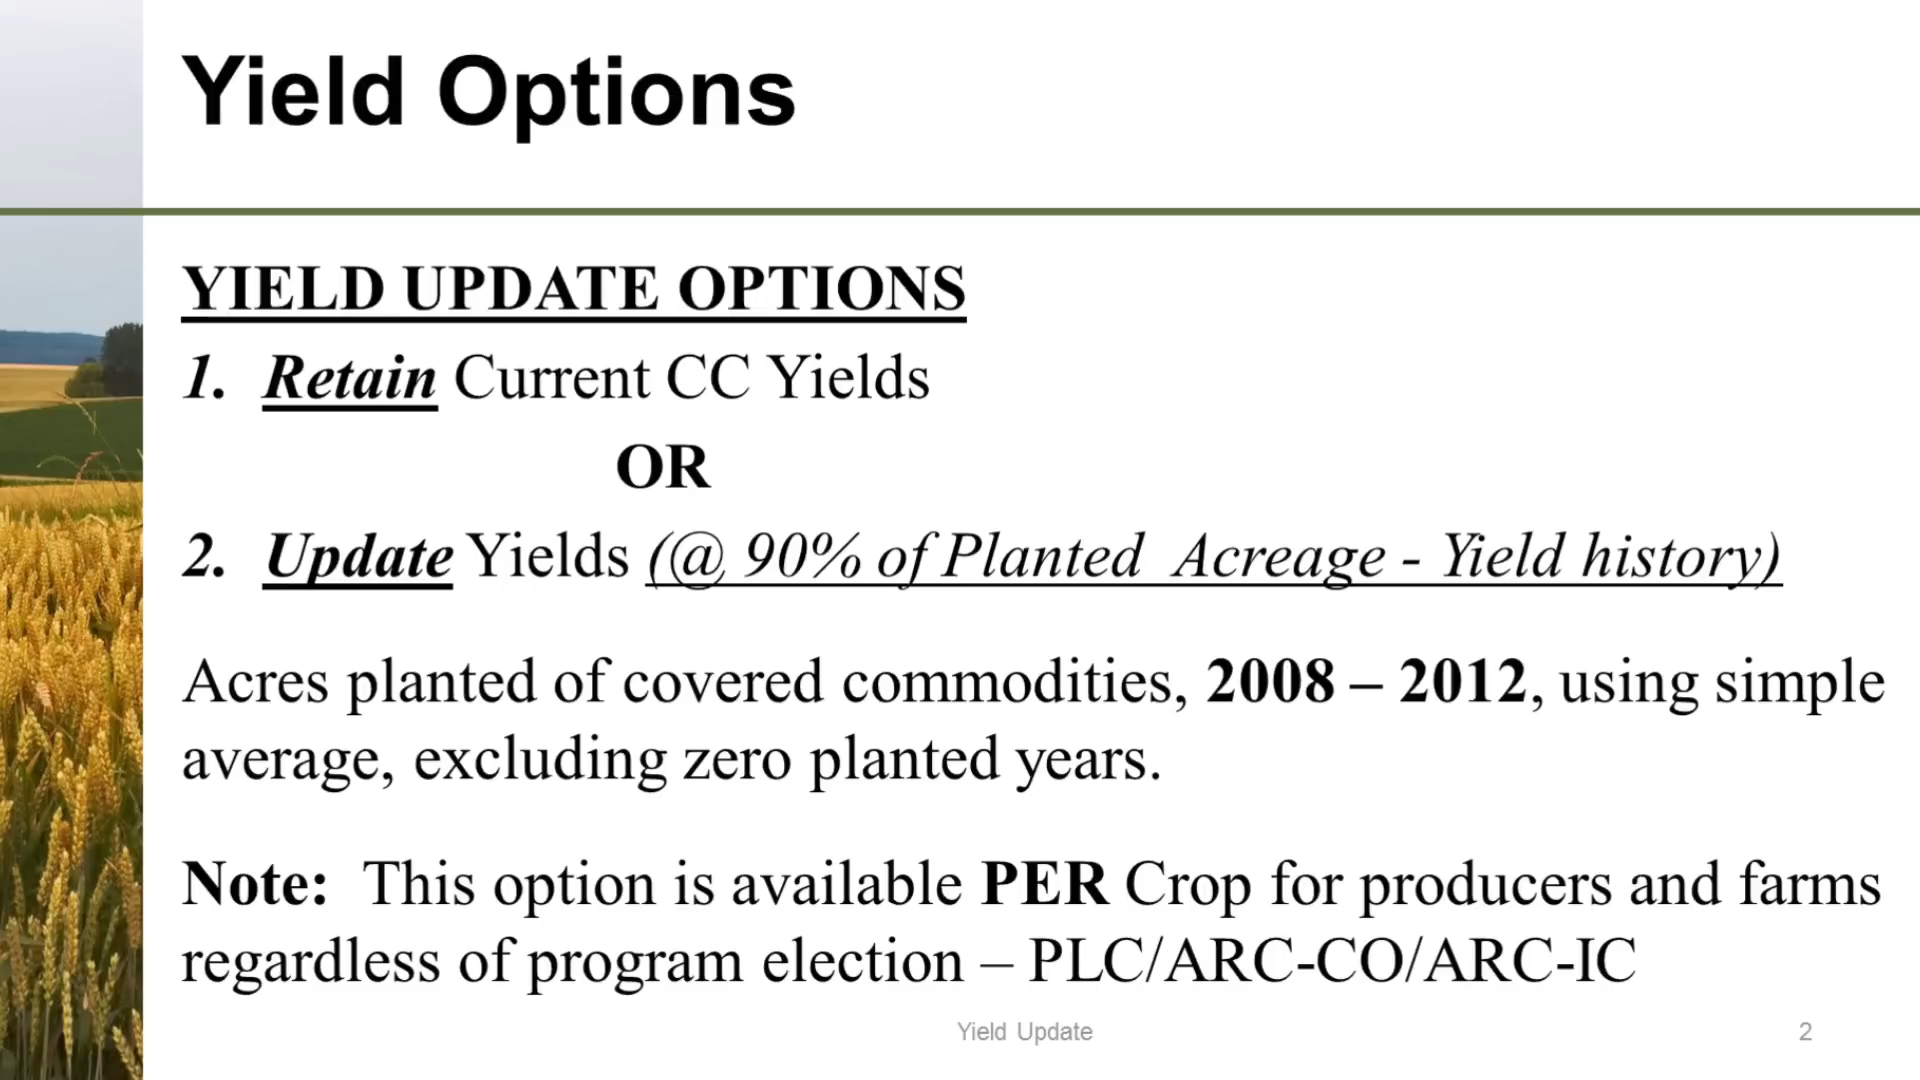 Yield Options
YIELD UPDATE OPTIONS
1. Retain Current CC Yields
OR
2. Update Yields (@ 90% of Planted Acreage - Yield history)
Acres planted of covered commodities, 2008 – 2012, using simple
average, excluding zero planted years.
Note: This option is available PER Crop for producers and farms
regardless of program election – PLC/ARC-CO/ARC-IC
Yield Update
2